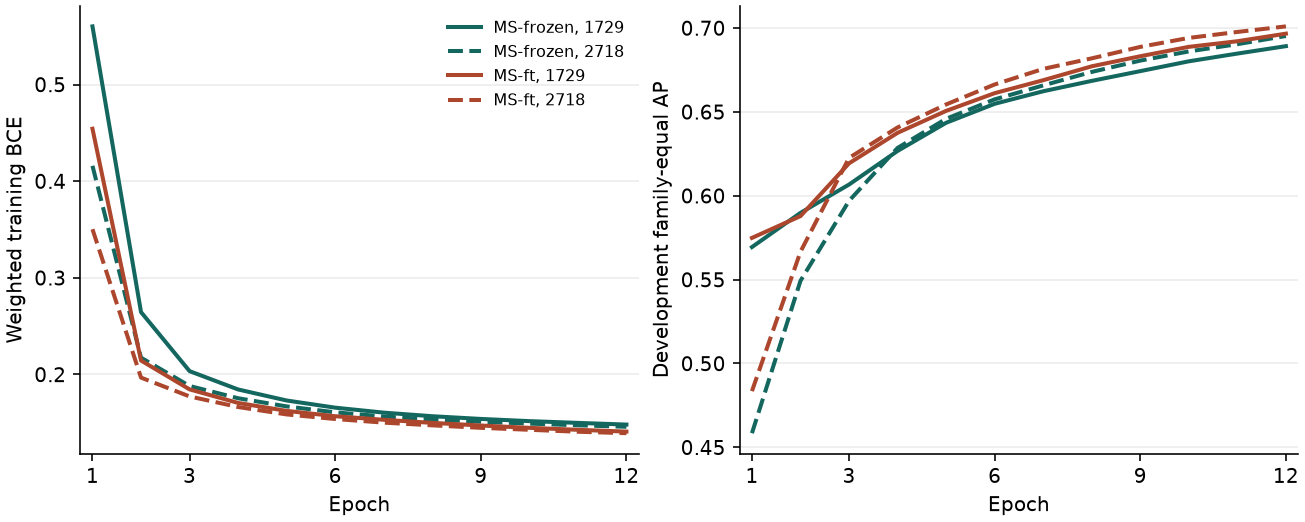 MS-frozen, 1729
MS-frozen, 2718
MS-ft, 1729
MS-ft, 2718
Weighted training BCE
0.5
0.4
0.3
0.2
1
3
6
9
12
Epoch
Development family-equal AP
0.70
0.65
0.60
0.55
0.50
0.45
1
3
6
9
12
Epoch